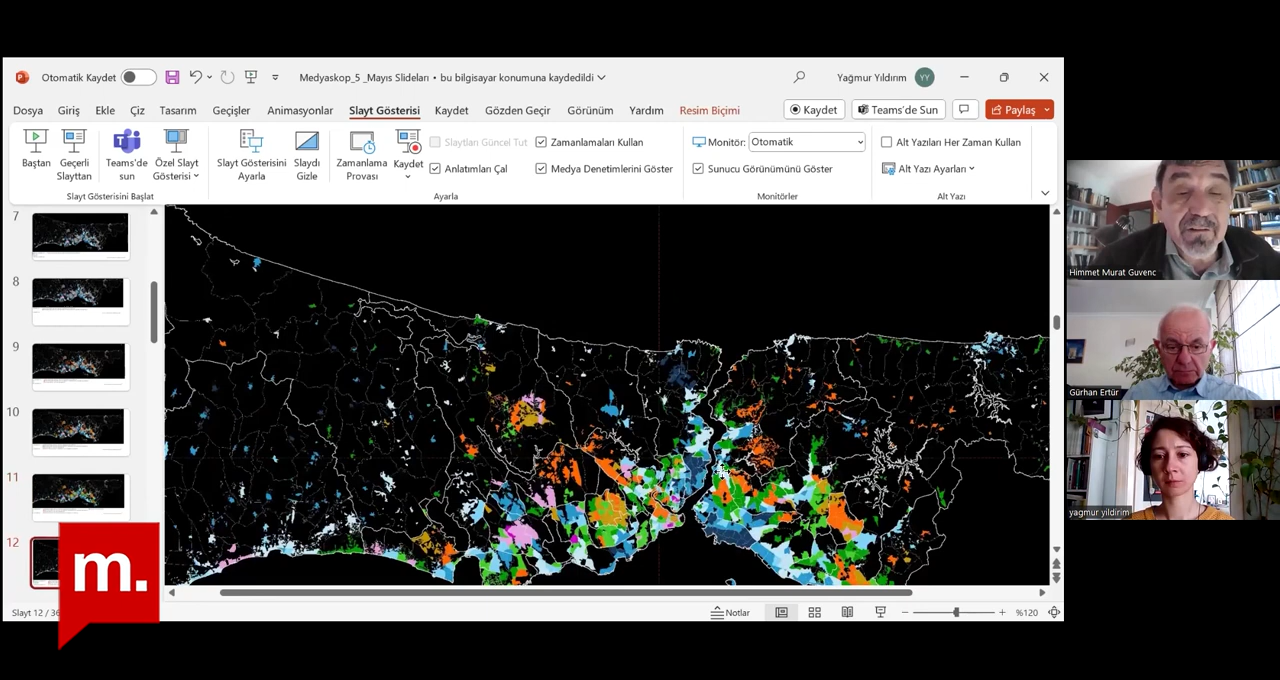 Otomatik Kaydet
Medyaskop_5 _Mayıs Slideları • bu bilgisayar konumuna kaydedildi
Yağmur Yıldırım
YY
Dosya Giriş Ekle Çiz Tasarım Geçişler Animasyonlar Slayt Gösterisi Kaydet Gözden Geçir Görünüm Yardım Resim Biçimi
Kaydet
Teams'de Sun
Paylaş
Baştan
Geçerli Slayttan
Teams'de sun
Özel Slayt Gösterisi
Slayt Gösterisi Başlat
Slayt Gösterisini Ayarla
Slaydı Gizle
Zamanlama Provası
Kaydet
Slaytları Güncel Tut
Anlatımları Çal
Zamanlamaları Kullan
Medya Denetimlerini Göster
Ayarla
Monitör: Otomatik
Sunucu Görünümünü Göster
Monitörler
Alt Yazıları Her Zaman Kullan
Alt Yazı Ayarları
Alt Yazı
7
8
9
10
11
12
m.
Slayt 12 / 36
Notlar
%120
Himmet Murat Guvenc
Gürhan Ertür
yagmur yildirim